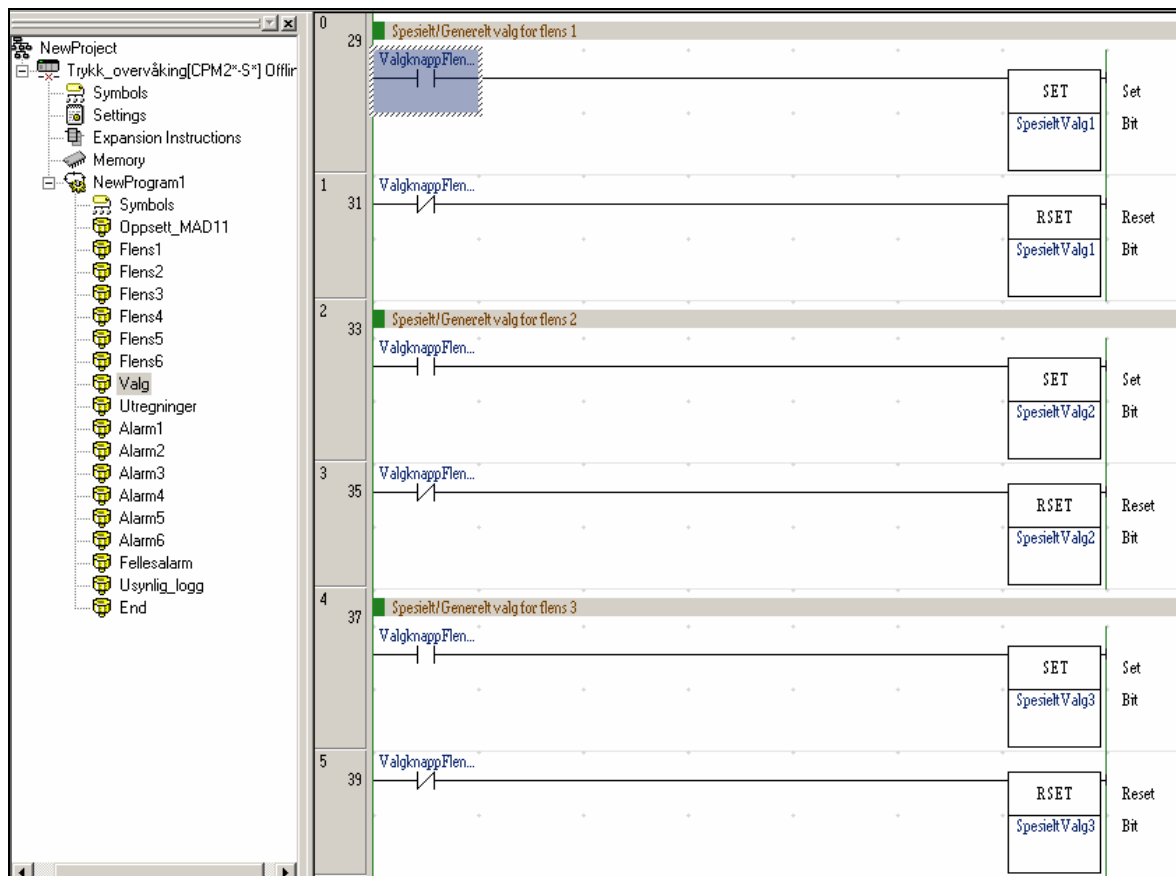 NewProject
Trykk_overvåking[CPM2*-S*] Offlin
Symbols
Settings
Expansion Instructions
Memory
NewProgram1
Symbols
Oppsett_MAD11
Flens1
Flens2
Flens3
Flens4
Flens5
Flens6
Valg
Utregninger
Alarm1
Alarm2
Alarm3
Alarm4
Alarm5
Alarm6
Fellesalarm
Usynlig_logg
End
0
29
Spesielt/Generelt valg for flens 1
ValgknappFlen...
SET
Set
SpesieltValg1
Bit
1
31
ValgknappFlen...
RSET
Reset
SpesieltValg1
Bit
2
33
Spesielt/Generelt valg for flens 2
ValgknappFlen...
SET
Set
SpesieltValg2
Bit
3
35
ValgknappFlen...
RSET
Reset
SpesieltValg2
Bit
4
37
Spesielt/Generelt valg for flens 3
ValgknappFlen...
SET
Set
SpesieltValg3
Bit
5
39
ValgknappFlen...
RSET
Reset
SpesieltValg3
Bit